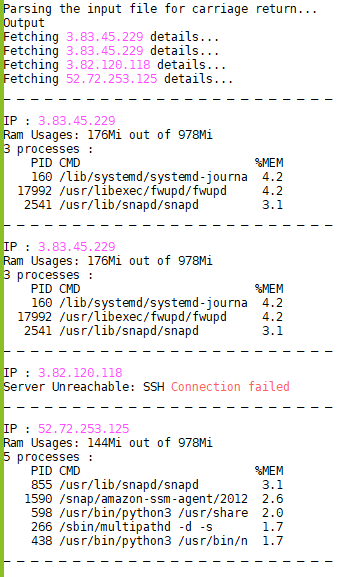 Parsing the input file for carriage return...
Output
Fetching 3.83.45.229 details...
Fetching 3.83.45.229 details...
Fetching 3.82.120.118 details...
Fetching 52.72.253.125 details...
_ _ _ _ _ _ _ _ _ _ _ _ _ _ _ _ _ _ _ _ _ _ _ _
IP : 3.83.45.229
Ram Usages: 176Mi out of 978Mi
3 processes :
    PID CMD                         %MEM
    160 /lib/systemd/systemd-journa  4.2
  17992 /usr/libexec/fwupd/fwupd     4.2
   2541 /usr/lib/snapd/snapd         3.1
_ _ _ _ _ _ _ _ _ _ _ _ _ _ _ _ _ _ _ _ _ _ _ _
IP : 3.83.45.229
Ram Usages: 176Mi out of 978Mi
3 processes :
    PID CMD                         %MEM
    160 /lib/systemd/systemd-journa  4.2
  17992 /usr/libexec/fwupd/fwupd     4.2
   2541 /usr/lib/snapd/snapd         3.1
_ _ _ _ _ _ _ _ _ _ _ _ _ _ _ _ _ _ _ _ _ _ _ _
IP : 3.82.120.118
Server Unreachable: SSH Connection failed
_ _ _ _ _ _ _ _ _ _ _ _ _ _ _ _ _ _ _ _ _ _ _ _
IP : 52.72.253.125
Ram Usages: 144Mi out of 978Mi
5 processes :
    PID CMD                         %MEM
    855 /usr/lib/snapd/snapd         3.1
   1590 /snap/amazon-ssm-agent/2012  2.6
    598 /usr/bin/python3 /usr/share  2.0
    266 /sbin/multipathd -d -s       1.7
    438 /usr/bin/python3 /usr/bin/n  1.7
_ _ _ _ _ _ _ _ _ _ _ _ _ _ _ _ _ _ _ _ _ _ _ _